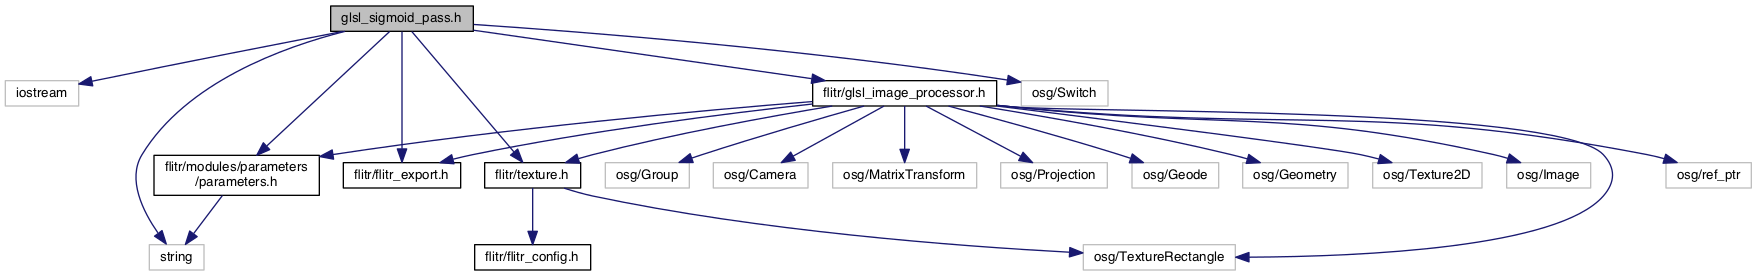 glsl_sigmoid_pass.h
iostream
flitr/glsl_image_processor.h
osg/Switch
flitr/modules/parameters
/parameters.h
flitr/flitr_export.h
flitr/texture.h
osg/Group
osg/Camera
osg/MatrixTransform
osg/Projection
osg/Geode
osg/Geometry
osg/Texture2D
osg/Image
osg/ref_ptr
string
flitr/flitr_config.h
osg/TextureRectangle